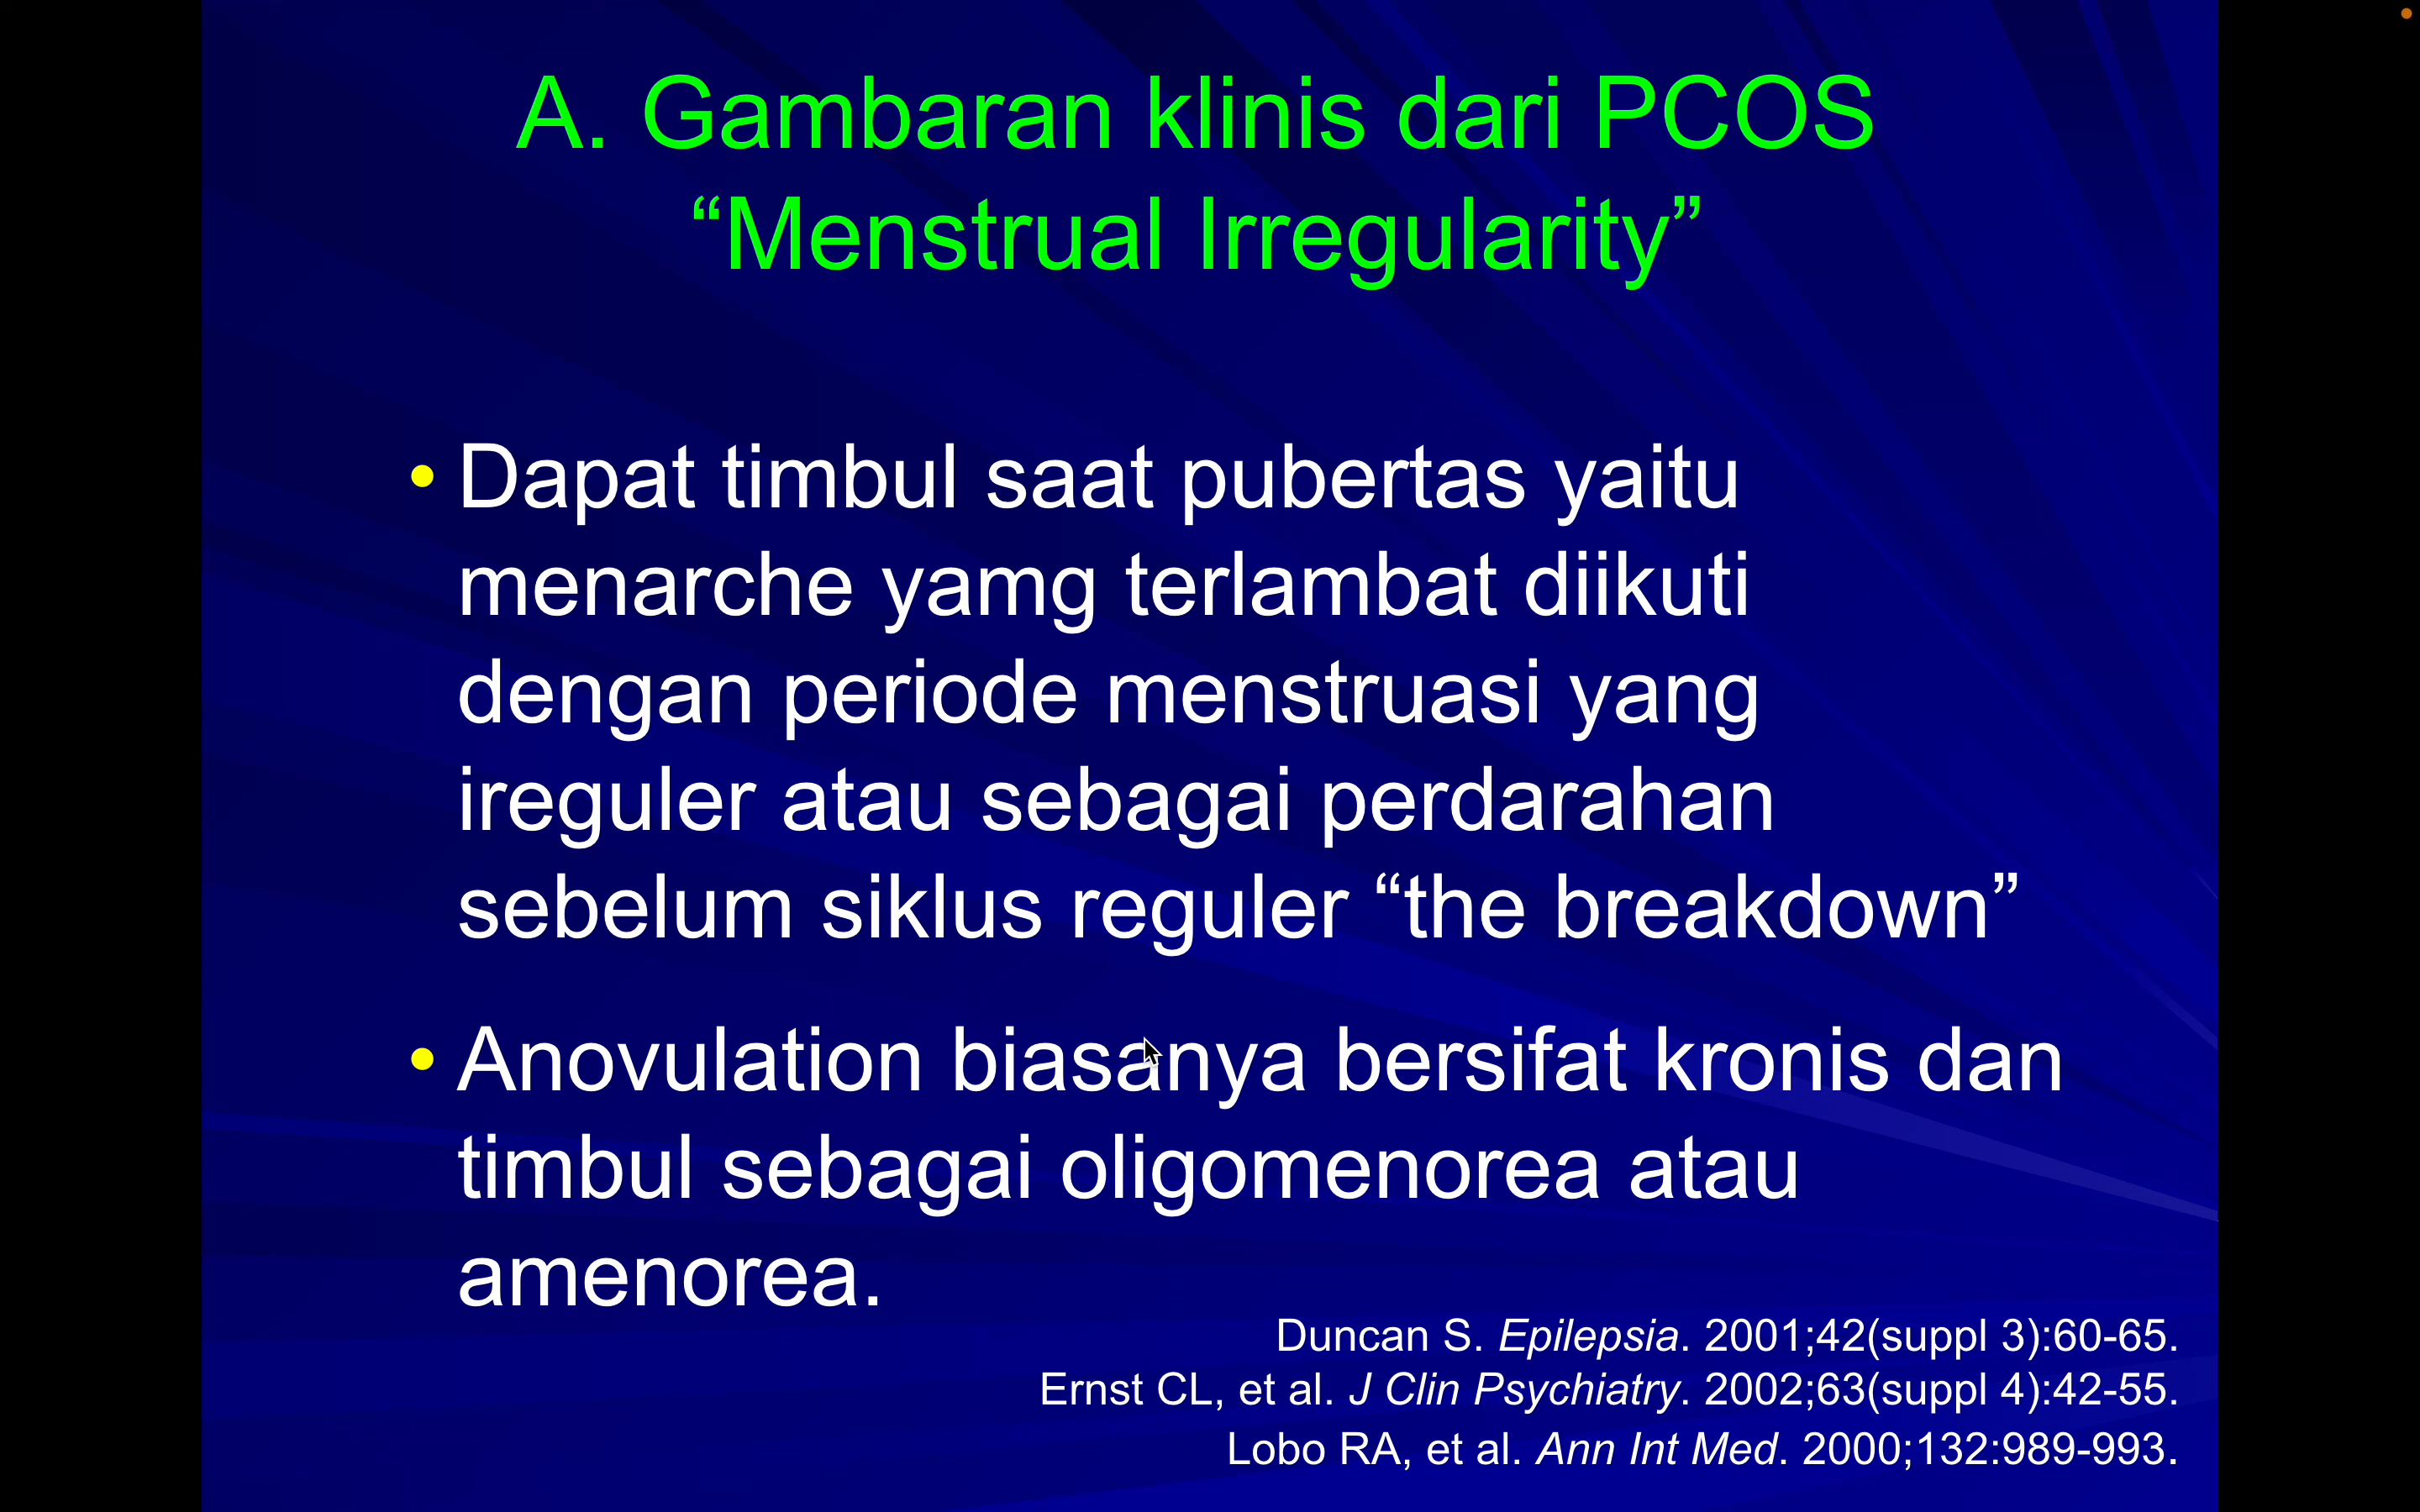 A. Gambaran klinis dari PCOS
“Menstrual Irregularity”
• Dapat timbul saat pubertas yaitu
menarche yamg terlambat diikuti
dengan periode menstruasi yang
ireguler atau sebagai perdarahan
sebelum siklus reguler “the breakdown”
• Anovulation biasanya bersifat kronis dan
timbul sebagai oligomenorea atau
amenorea.
Duncan S. Epilepsia. 2001;42(suppl 3):60-65.
Ernst CL, et al. J Clin Psychiatry. 2002;63(suppl 4):42-55.
Lobo RA, et al. Ann Int Med. 2000;132:989-993.